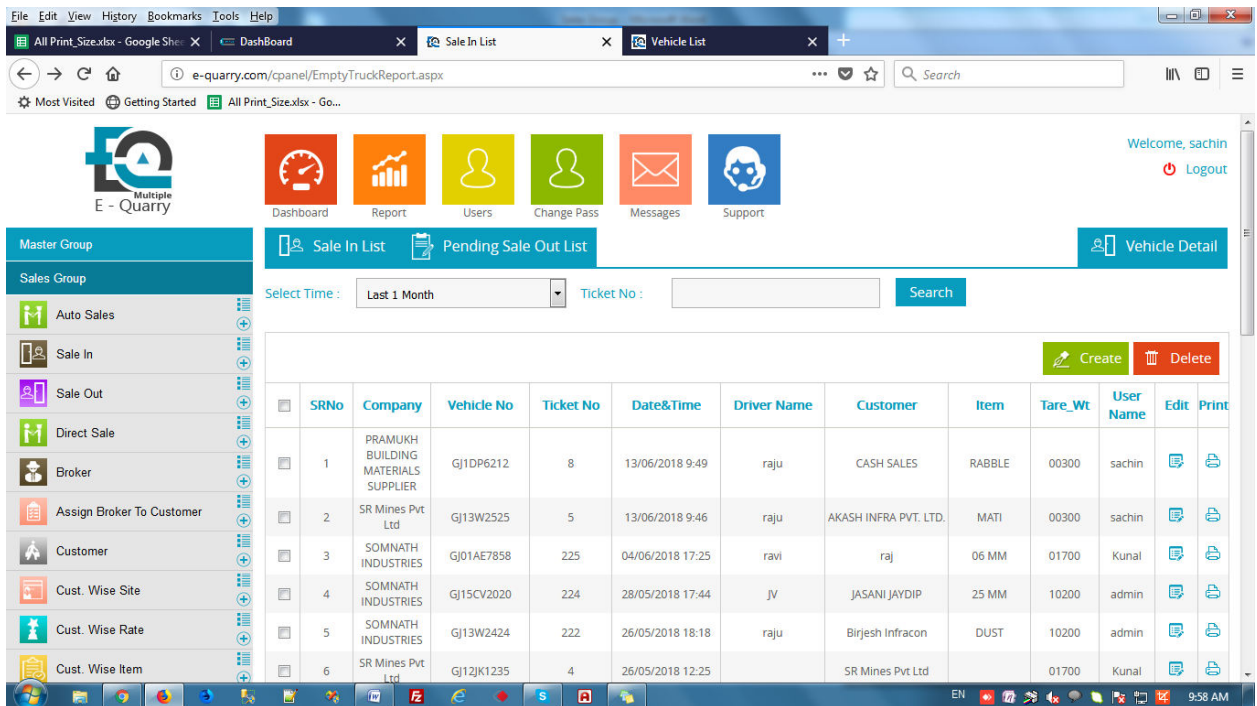 File Edit View History Bookmarks Tools Help
All Print_Size.xlsx - Google Shee
DashBoard
Sale In List
Vehicle List
e-quarry.com/cpanel/EmptyTruckReport.aspx
Search
Most Visited Getting Started All Print_Size.xlsx - Go...
Multiple
E - Quarry
Dashboard Report Users Change Pass Messages Support
Welcome, sachin
Logout
Master Group
Sales Group
Auto Sales
Sale In
Sale Out
Direct Sale
Broker
Assign Broker To Customer
Customer
Cust. Wise Site
Cust. Wise Rate
Cust. Wise Item
Sale In List Pending Sale Out List Vehicle Detail
Select Time : Last 1 Month Ticket No : Search
Create Delete
SRNo Company Vehicle No Ticket No Date&Time Driver Name Customer Item Tare_Wt User Name Edit Print
1 PRAMUKH BUILDING MATERIALS SUPPLIER GJ1DP6212 8 13/06/2018 9:49 raju CASH SALES RABBLE 00300 sachin
2 SR Mines Pvt Ltd GJ13W2525 5 13/06/2018 9:46 raju AKASH INFRA PVT. LTD. MATI 00300 sachin
3 SOMNATH INDUSTRIES GJ01AE7858 225 04/06/2018 17:25 ravi raj 06 MM 01700 Kunal
4 SOMNATH INDUSTRIES GJ15CV2020 224 28/05/2018 17:44 JV JASANI JAYDIP 25 MM 10200 admin
5 SOMNATH INDUSTRIES GJ13W2424 222 26/05/2018 18:18 raju Birjesh Infracon DUST 10200 admin
6 SR Mines Pvt Ltd GJ12JK1235 4 26/05/2018 12:25 SR Mines Pvt Ltd 01700 Kunal
EN 9:58 AM